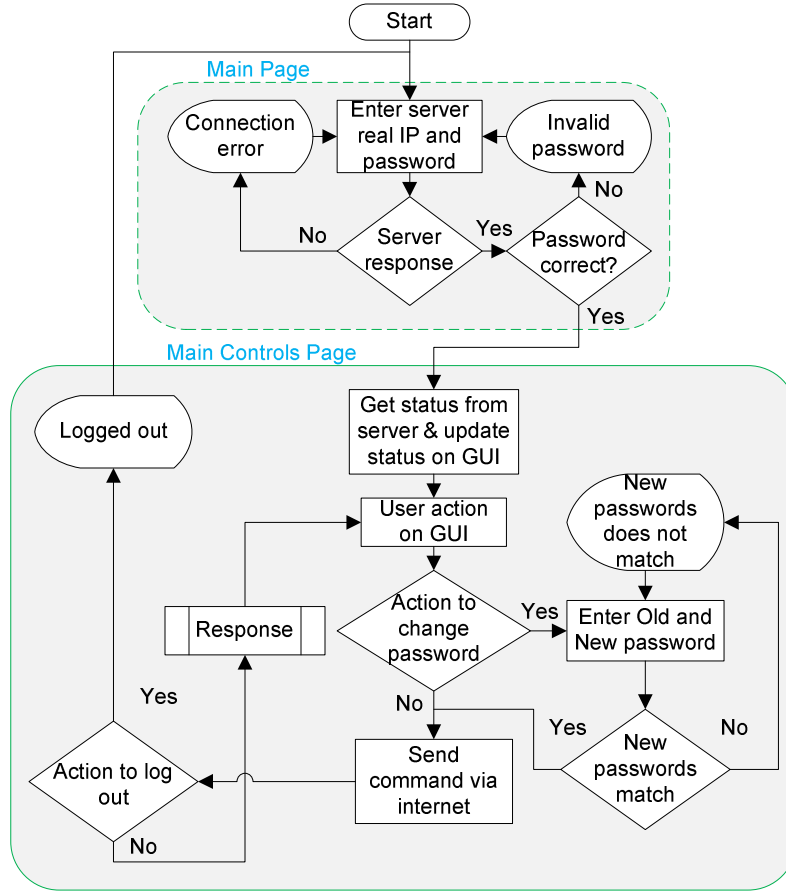 Start
Main Page
Connection
error
Enter server
real IP and
password
Invalid
password
No
No
Server
response
Yes
Password
correct?
Yes
Main Controls Page
Logged out
Get status from
server & update
status on GUI
User action
on GUI
New
passwords
does not
match
Response
Action to
change
password
Yes
Enter Old and
New password
Yes
No
Yes
No
Action to log
out
Send
command via
internet
New
passwords
match
No